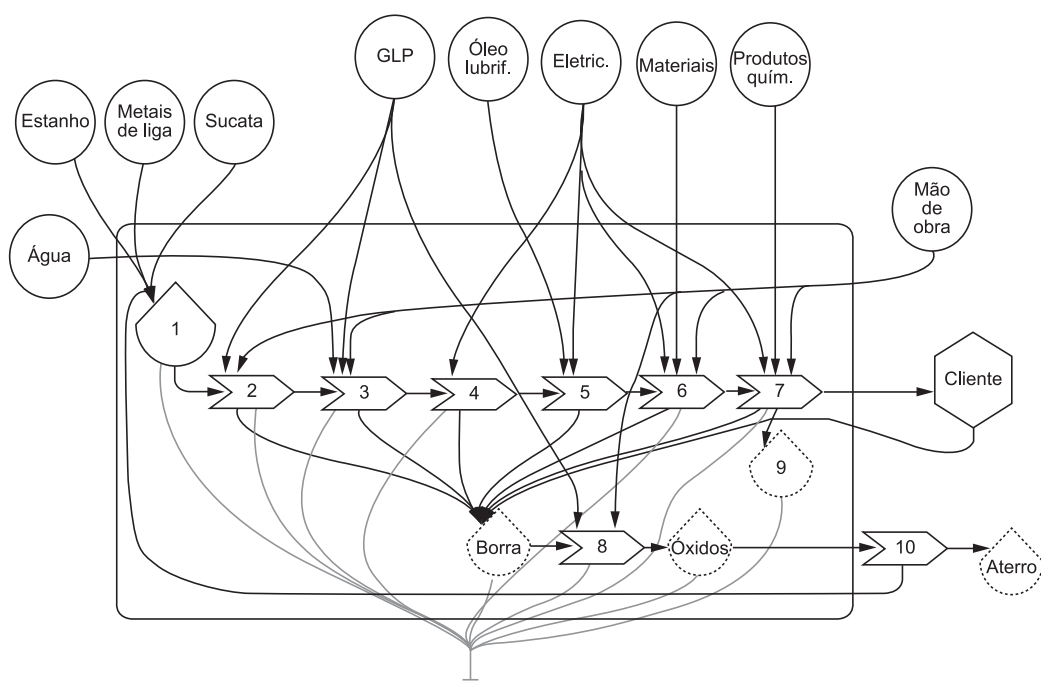 GLP
Óleo
lubrif.
Eletric.
Materiais
Produtos
quím.
Estanho
Metais
de liga
Sucata
Mão
de
obra
Água
1
2
3
4
5
6
7
Cliente
9
Borra
8
Óxidos
10
Aterro